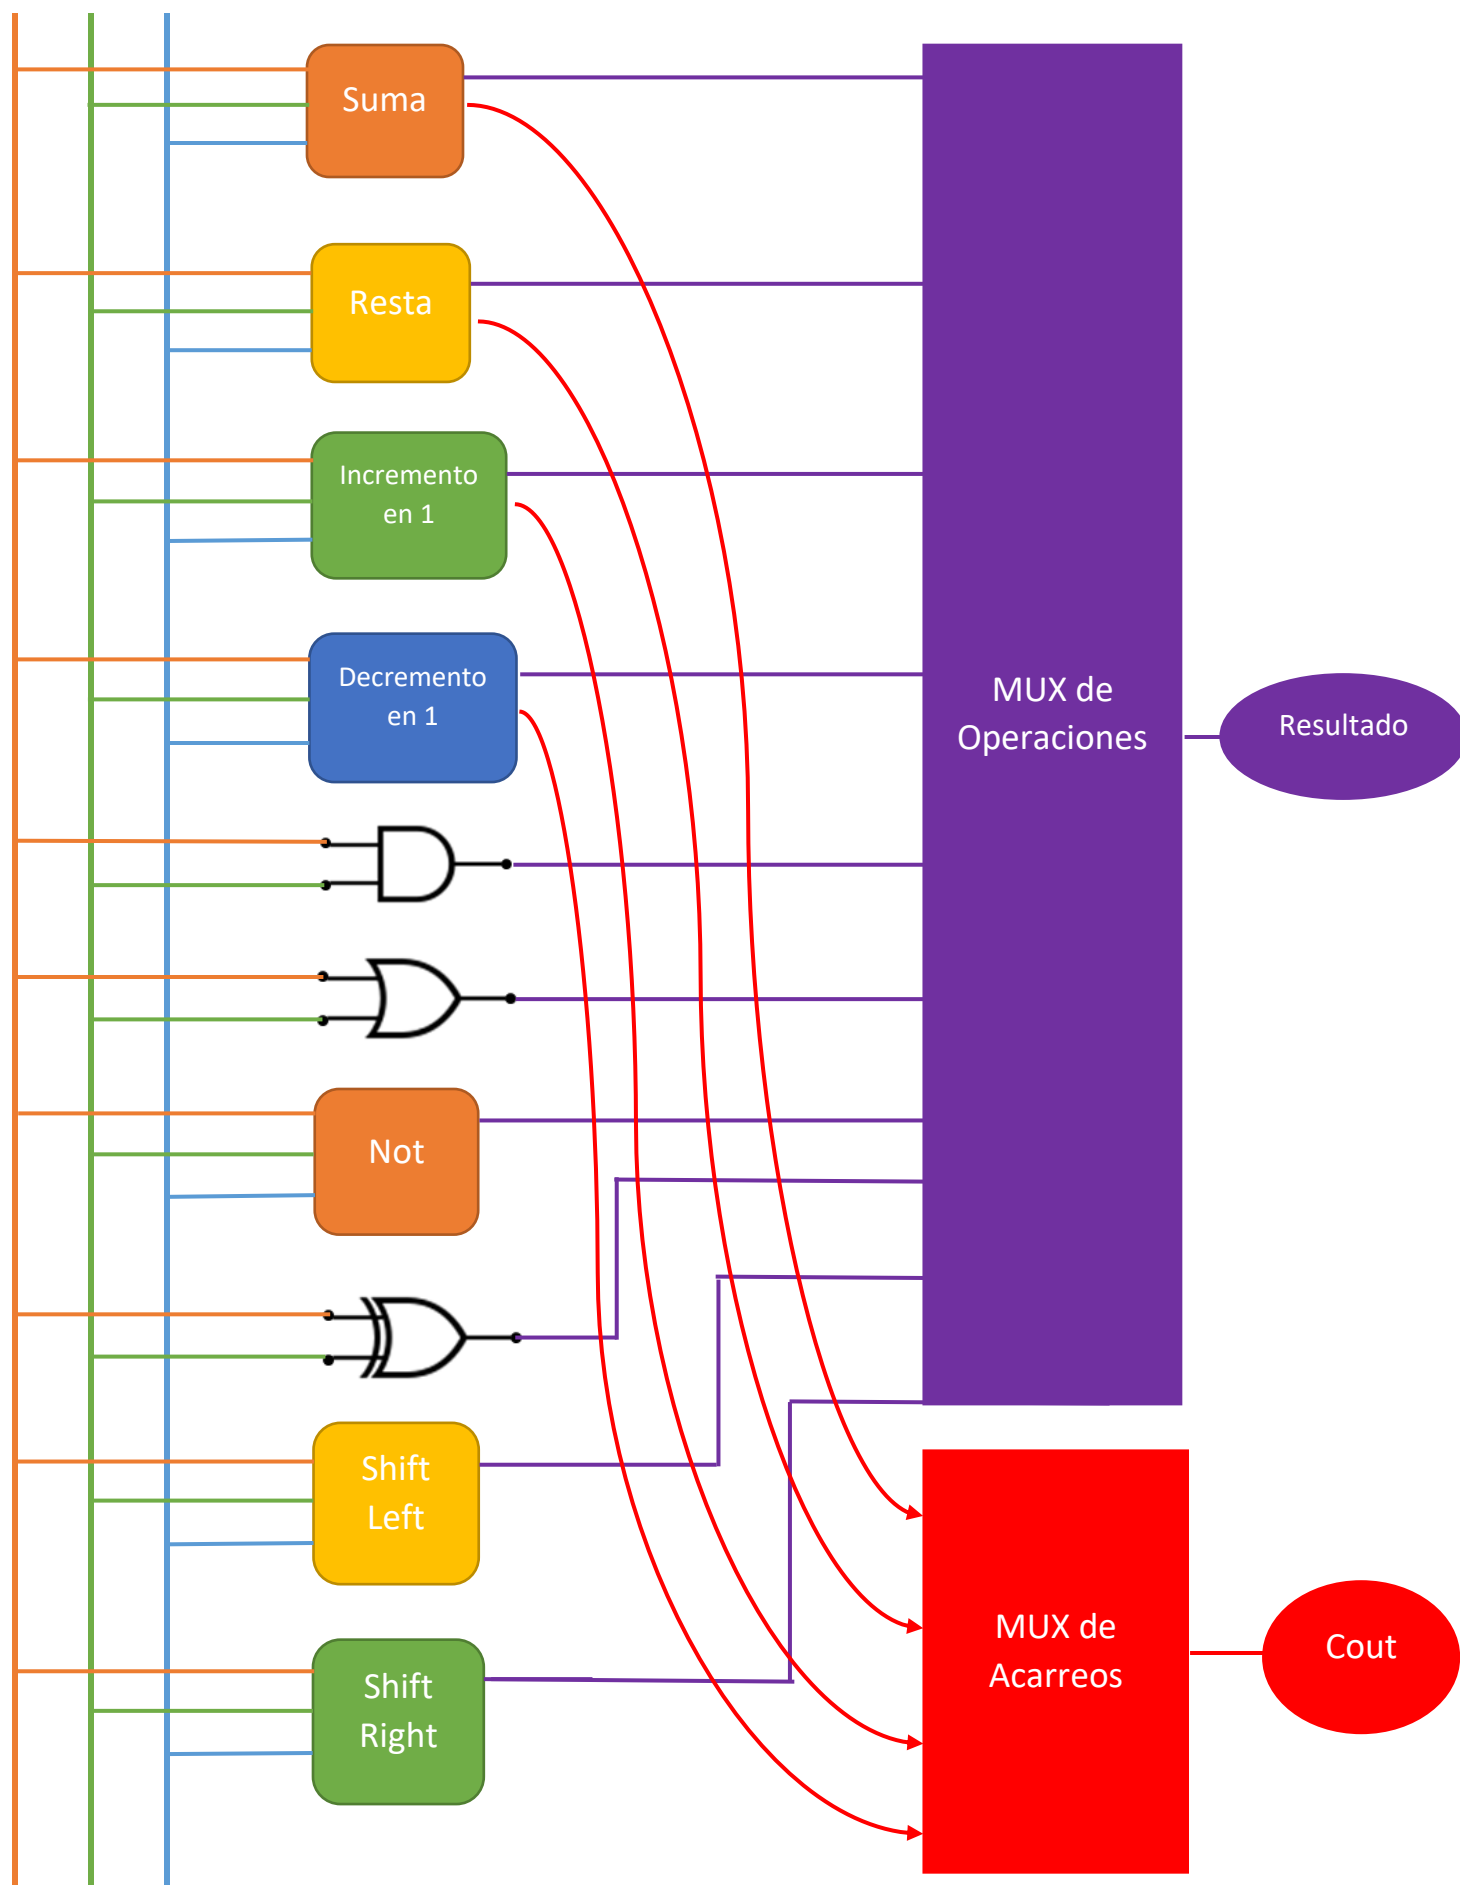 Suma
Resta
Incremento
en 1
Decremento
en 1
MUX de
Operaciones
Resultado
Not
Shift
Left
Shift
Right
MUX de
Acarreos
Cout